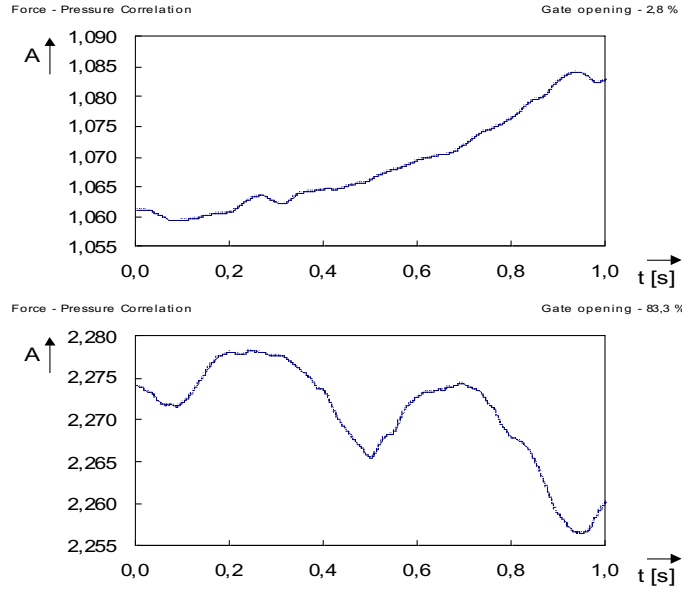 Force - Pressure Correlation Gate opening - 2,8 %
A
1,090
1,085
1,080
1,075
1,070
1,065
1,060
1,055
0,0 0,2 0,4 0,6 0,8 1,0
t [s]
Force - Pressure Correlation Gate opening - 83,3 %
A
2,280
2,275
2,270
2,265
2,260
2,255
0,0 0,2 0,4 0,6 0,8 1,0
t [s]